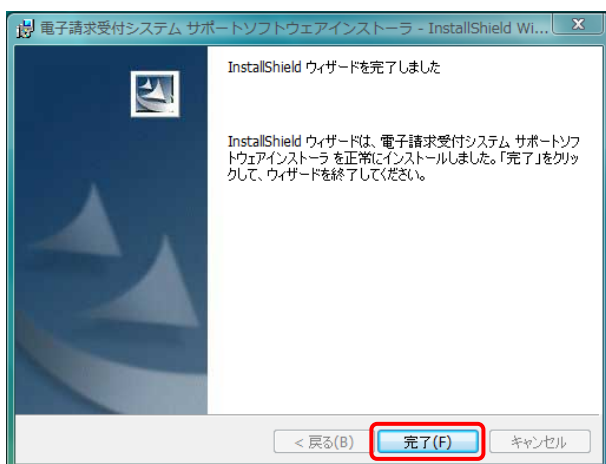 電子請求受付システム サポートソフトウェアインストーラ - InstallShield Wi...
InstallShield ウィザードを完了しました
InstallShield ウィザードは、電子請求受付システム サポートソフ
トウェアインストーラ を正常にインストールしました。「完了」をクリッ
クして、ウィザードを終了してください。
< 戻る(B)
完了(F)
キャンセル